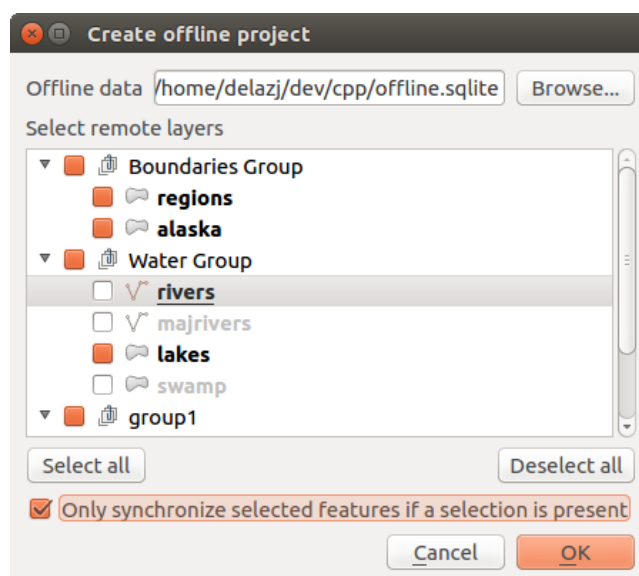 Create offline project
Offline data /home/delazj/dev/cpp/offline.sqlite Browse...
Select remote layers
Boundaries Group
regions
alaska
Water Group
rivers
majrivers
lakes
swamp
group1
Select all Deselect all
Only synchronize selected features if a selection is present
Cancel OK